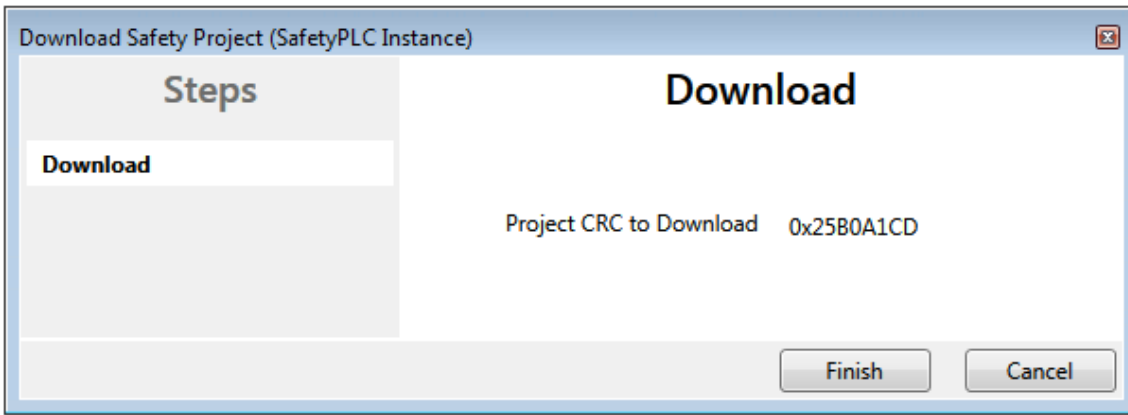 Download Safety Project (SafetyPLC Instance)
Steps
Download
Download
Project CRC to Download 0x25B0A1CD
Finish Cancel